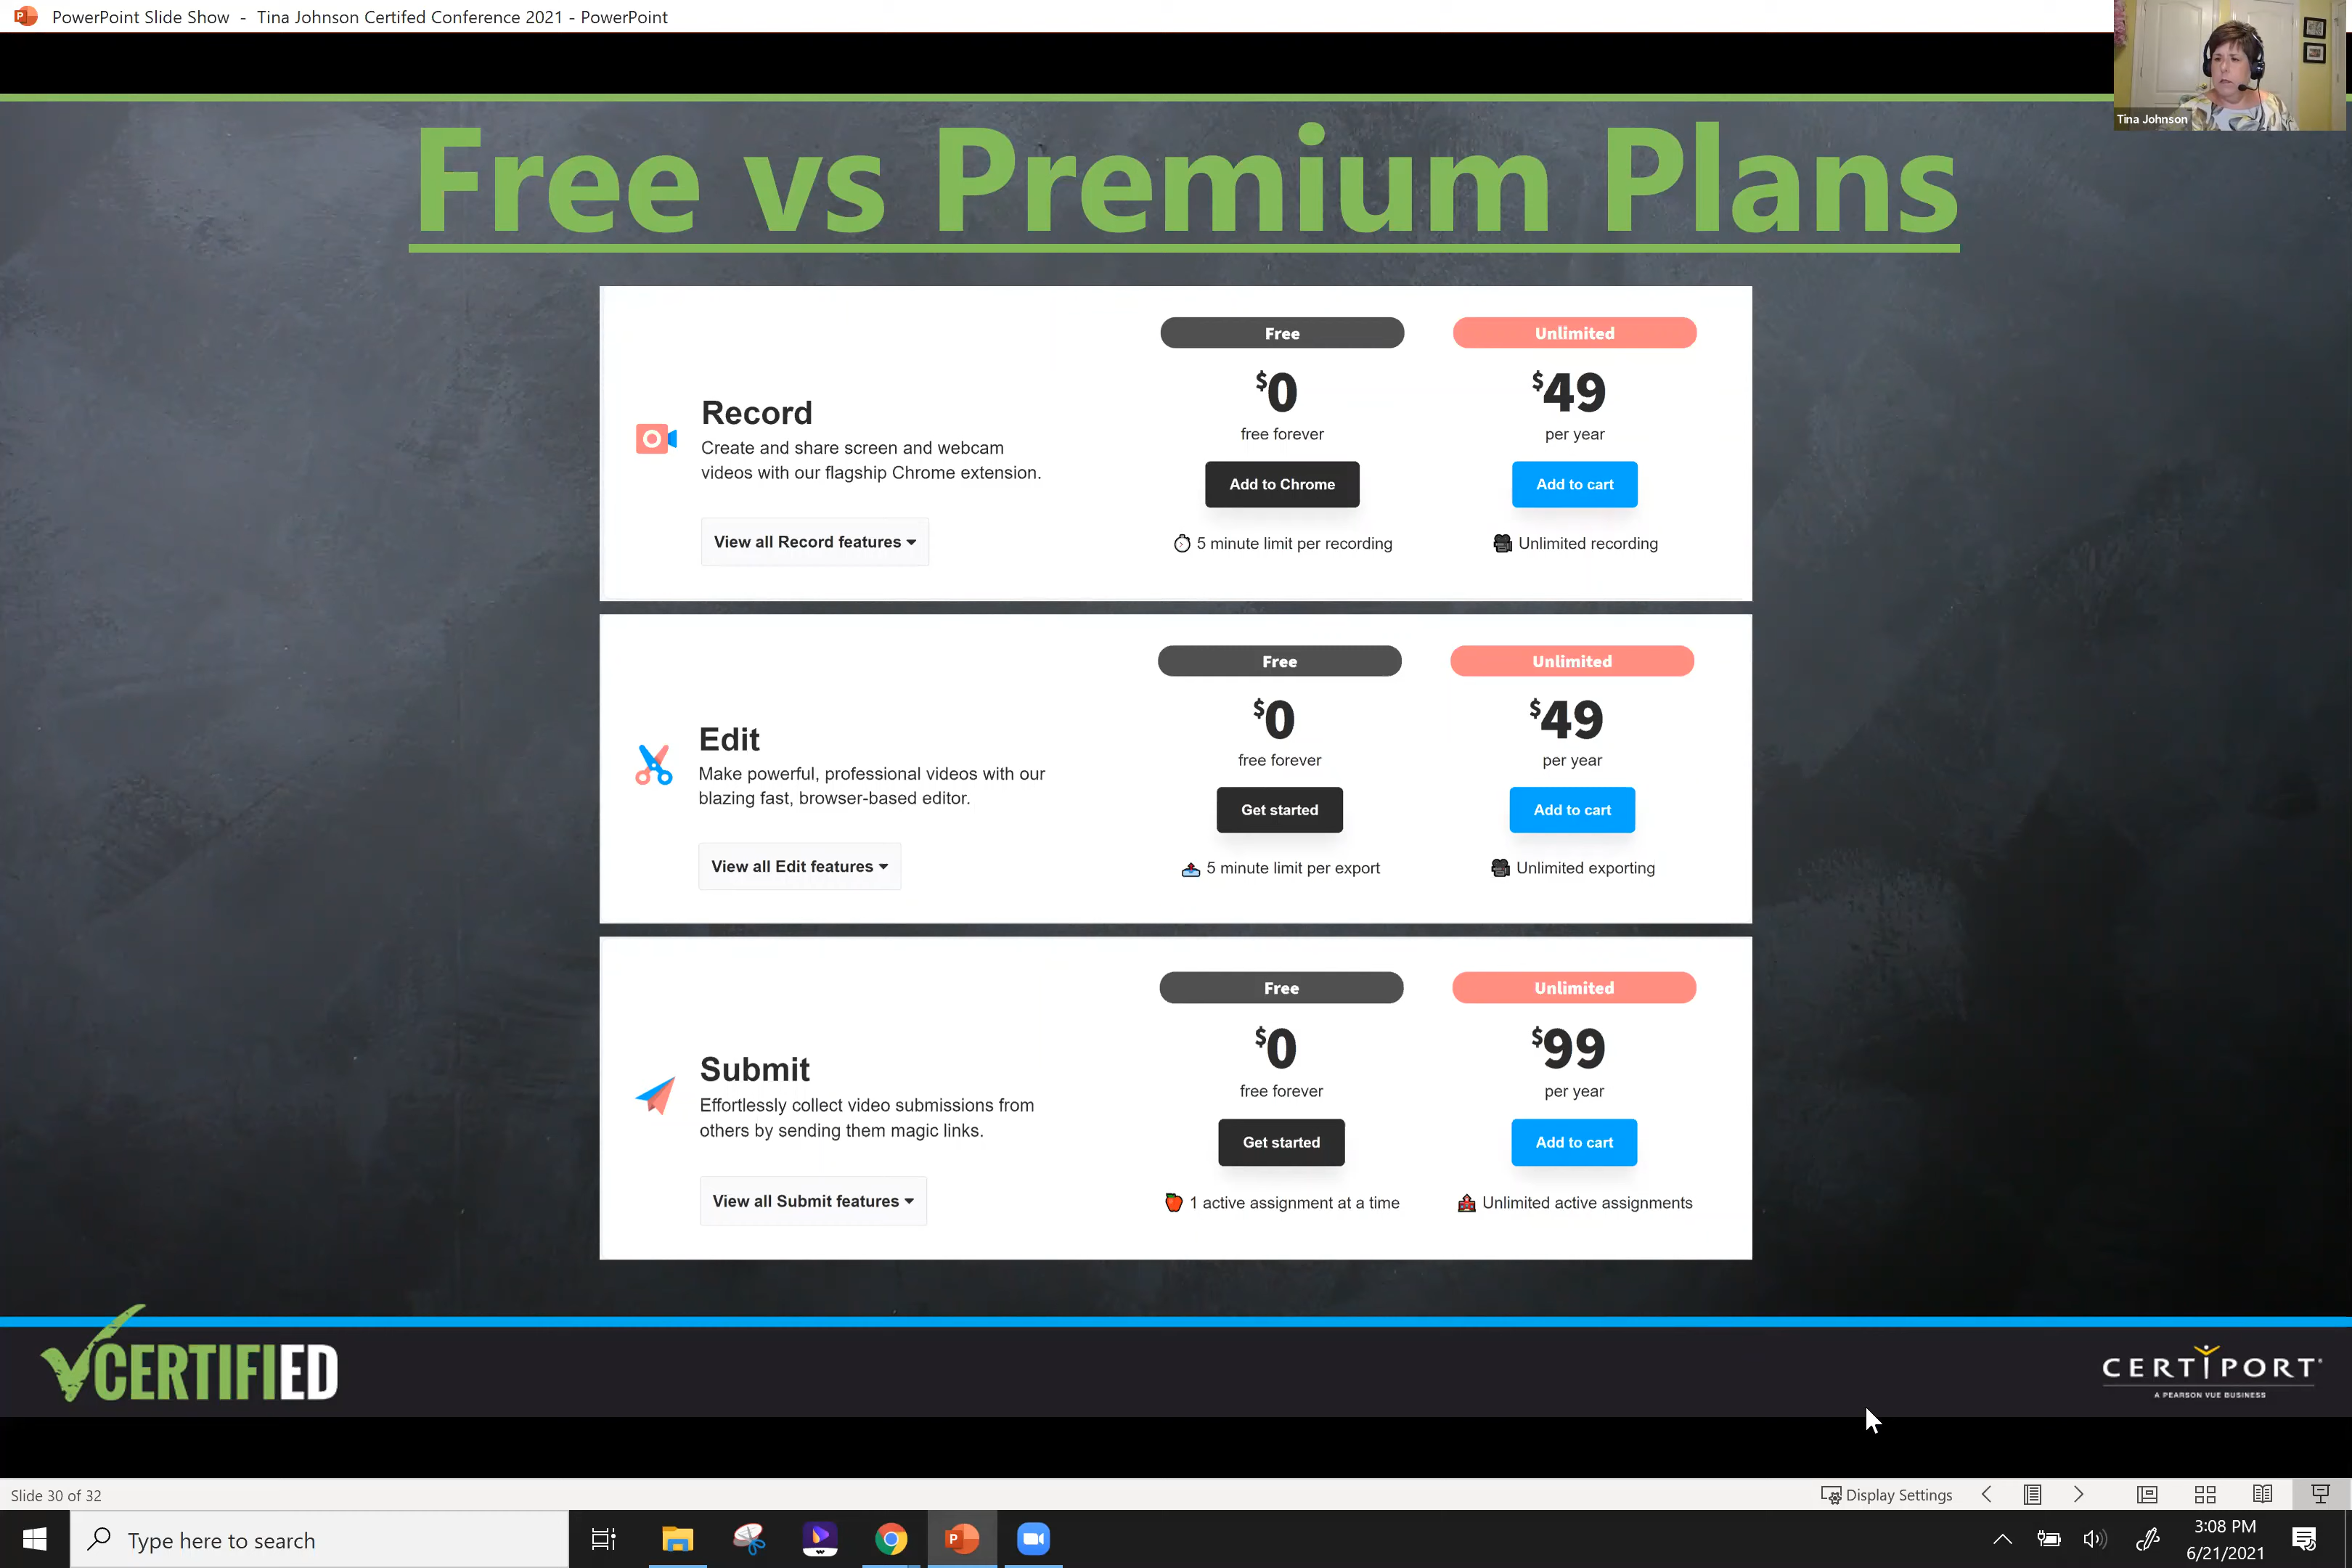 PowerPoint Slide Show - Tina Johnson Certifed Conference 2021 - PowerPoint
Tina Johnson
Free vs Premium Plans
Free
Unlimited
Record
Create and share screen and webcam
videos with our flagship Chrome extension.
View all Record features
$0
free forever
Add to Chrome
5 minute limit per recording
$49
per year
Add to cart
Unlimited recording
Free
Unlimited
Edit
Make powerful, professional videos with our
blazing fast, browser-based editor.
View all Edit features
$0
free forever
Get started
5 minute limit per export
$49
per year
Add to cart
Unlimited exporting
Free
Unlimited
Submit
Effortlessly collect video submissions from
others by sending them magic links.
View all Submit features
$0
free forever
Get started
1 active assignment at a time
$99
per year
Add to cart
Unlimited active assignments
CERTIFIED
CERTIPORT
A PEARSON VUE BUSINESS
Slide 30 of 32
Display Settings
Type here to search
3:08 PM
6/21/2021